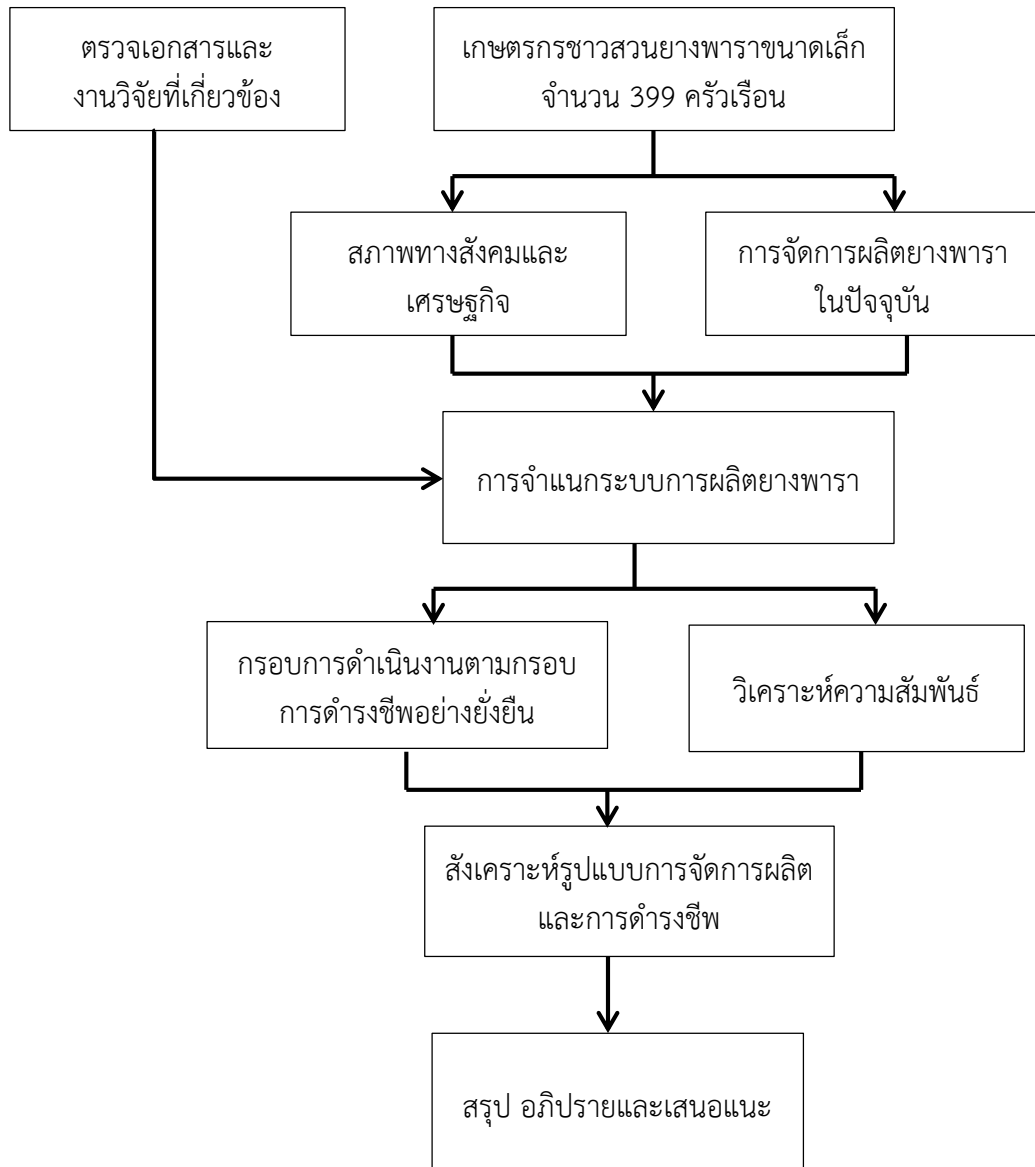 ตรวจเอกสารและ
งานวิจัยที่เกี่ยวข้อง
เกษตรกรชาวสวนยางพาราขนาดเล็ก
จำนวน 399 ครัวเรือน
สภาพทางสังคมและ
เศรษฐกิจ
การจัดการผลิตยางพารา
ในปัจจุบัน
การจำแนกระบบการผลิตยางพารา
กรอบการดำเนินงานตามกรอบ
การดำรงชีพอย่างยั่งยืน
วิเคราะห์ความสัมพันธ์
สังเคราะห์รูปแบบการจัดการผลิต
และการดำรงชีพ
สรุป อภิปรายและเสนอแนะ